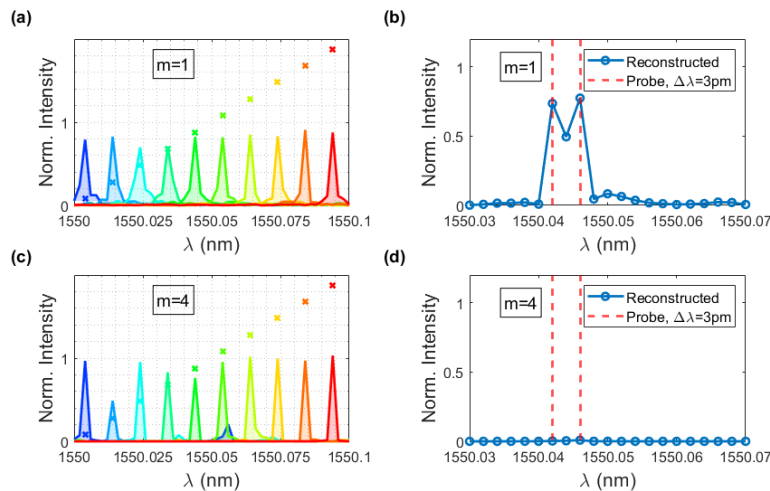 (a)
Norm. Intensity
1
0
m=1
1550
1550.025
1550.05
1550.075
1550.1
λ (nm)
(b)
Norm. Intensity
1
0.5
0
m=1
Reconstructed
Probe, Δλ=3pm
1550.03
1550.04
1550.05
1550.06
1550.07
λ (nm)
(c)
Norm. Intensity
1
0
m=4
1550
1550.025
1550.05
1550.075
1550.1
λ (nm)
(d)
Norm. Intensity
1
0.5
0
m=4
Reconstructed
Probe, Δλ=3pm
1550.03
1550.04
1550.05
1550.06
1550.07
λ (nm)